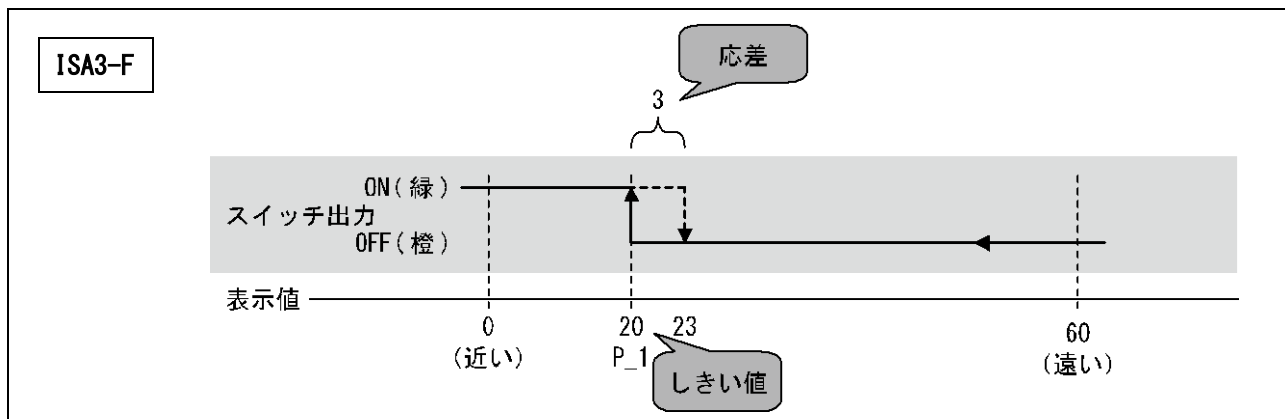 ISA3-F
応差
3
ON(緑)
スイッチ出力
OFF(橙)
表示値
0 20 23 60
(近い) P_1 (遠い)
しきい値